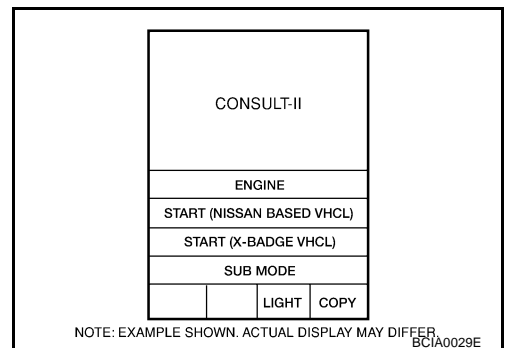 CONSULT-II
ENGINE
START (NISSAN BASED VHCL)
START (X-BADGE VHCL)
SUB MODE
LIGHT COPY
NOTE: EXAMPLE SHOWN. ACTUAL DISPLAY MAY DIFFER.
BCIA0029E